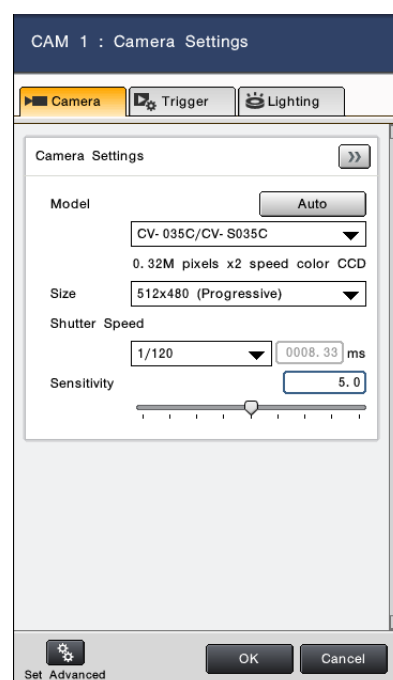 CAM 1 : Camera Settings
Camera Trigger Lighting
Camera Settings >>
Model Auto
CV-035C/CV-S035C
0.32M pixels x2 speed color CCD
Size 512x480 (Progressive)
Shutter Speed
1/120 0008.33 ms
Sensitivity 5.0
OK Cancel
Set Advanced